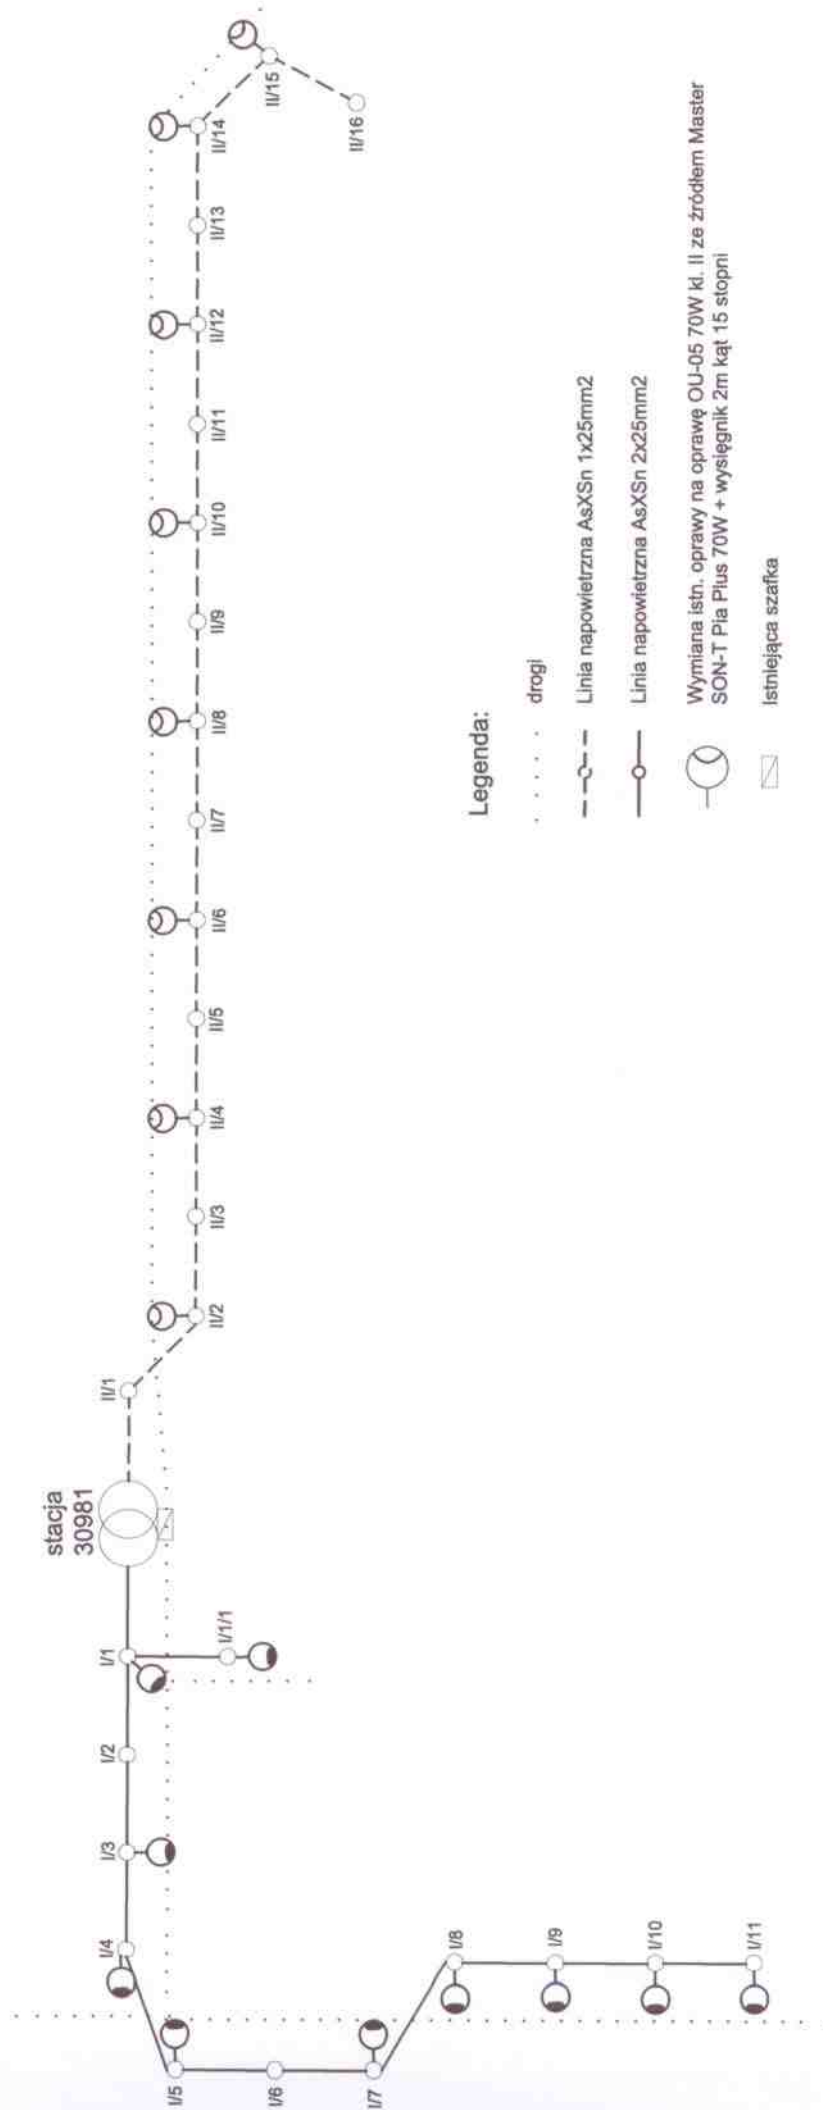 stacja
30981
I/4
I/3
I/2
I/1
II/1
I/1/1
I/5
I/6
I/7
I/8
I/9
I/10
I/11
II/2
II/3
II/4
II/5
II/6
II/7
II/8
II/9
II/10
II/11
II/12
II/13
II/14
II/15
II/16
Legenda:
drogi
Linia napowietrzna AsXSn 1x25mm2
Linia napowietrzna AsXSn 2x25mm2
Wymiana istn. oprawy na oprawę OU-05 70W kl. II ze źródłem Master
SON-T Pia Plus 70W + wysięgnik 2m kąt 15 stopni
Istniejąca szafka